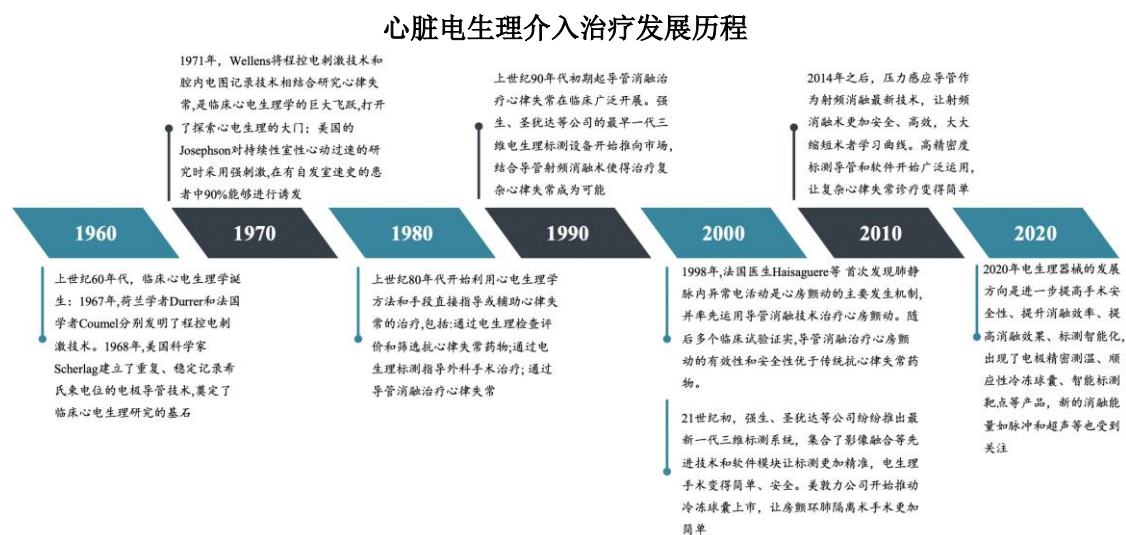 心脏电生理介入治疗发展历程
1971年，Wellens将程控电刺激技术和
腔内电图记录技术相结合研究心律失
常,是临床心电生理学的巨大飞跃,打开
了探索心电生理的大门；美国的
Josephson对持续性室性心动过速的研
究时采用强刺激,在有自发室速史的患
者中90%能够进行诱发
上世纪90年代初期起导管消融治
疗心律失常在临床广泛开展。强
生、圣犹达等公司的最早一代三
维电生理标测设备开始推向市场，
结合导管射频消融术使得治疗复
杂心律失常成为可能
2014年之后，压力感应导管作
为射频消融最新技术，让射频
消融术更加安全、高效，大大
缩短术者学习曲线。高精密度
标测导管和软件开始广泛运用，
让复杂心律失常诊疗变得简单
1960
1970
1980
1990
2000
2010
2020
上世纪60年代，临床心电生理学诞
生：1967年,荷兰学者Durrer和法国
学者Coumel分别发明了程控电刺
激技术。1968年,美国科学家
Scherlag建立了重复、稳定记录希
氏束电位的电极导管技术,奠定了
临床心电生理研究的基石
上世纪80年代开始利用心电生理学
方法和手段直接指导或辅助心律失
常的治疗,包括:通过电生理检查评
价和筛选抗心律失常药物;通过电
生理标测指导外科手术治疗; 通过
导管消融治疗心律失常
1998年,法国医生Haisaguere等 首次发现肺静
脉内异常电活动是心房颤动的主要发生机制,
并率先运用导管消融技术治疗心房颤动。随
后多个临床试验证实,导管消融治疗心房颤
动的有效性和安全性优于传统抗心律失常药
物。
21世纪初，强生、圣犹达等公司纷纷推出最
新一代三维标测系统，集合了影像融合等先
进技术和软件模块让标测更加精准，电生理
手术变得简单、安全。美敦力公司开始推动
冷冻球囊上市，让房颤环肺隔离术手术更加
简单
2020年电生理器械的发展
方向是进一步提高手术安
全性、提升消融效率、提
高消融效果、标测智能化,
出现了电极精密测温、顺
应性冷冻球囊、智能标测
靶点等产品，新的消融能
量如脉冲和超声等也受到
关注